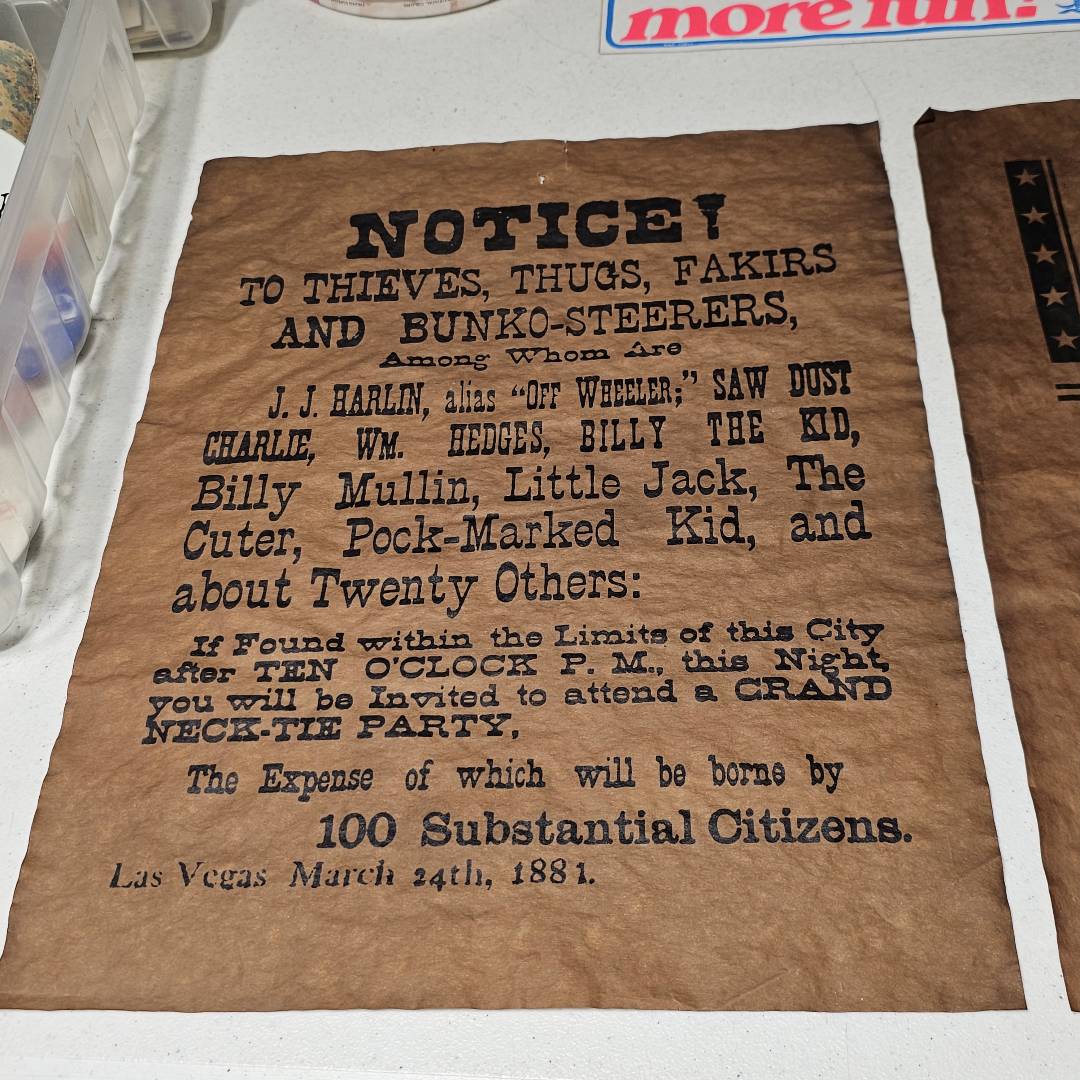 more fun!
NOTICE!
TO THIEVES, THUGS, FAKIRS
AND BUNKO-STEERERS,
Among Whom Are
J. J. HARLIN, alias “OFF WHEELER;” SAW DUST
CHARLIE, WM. HEDGES, BILLY THE KID,
Billy Mullin, Little Jack, The
Cuter, Pock-Marked Kid, and
about Twenty Others:
If Found within the Limits of this City
after TEN O'CLOCK P. M., this Night,
you will be Invited to attend a GRAND
NECK-TIE PARTY,
The Expense of which will be borne by
100 Substantial Citizens.
Las Vegas March 24th, 1881.